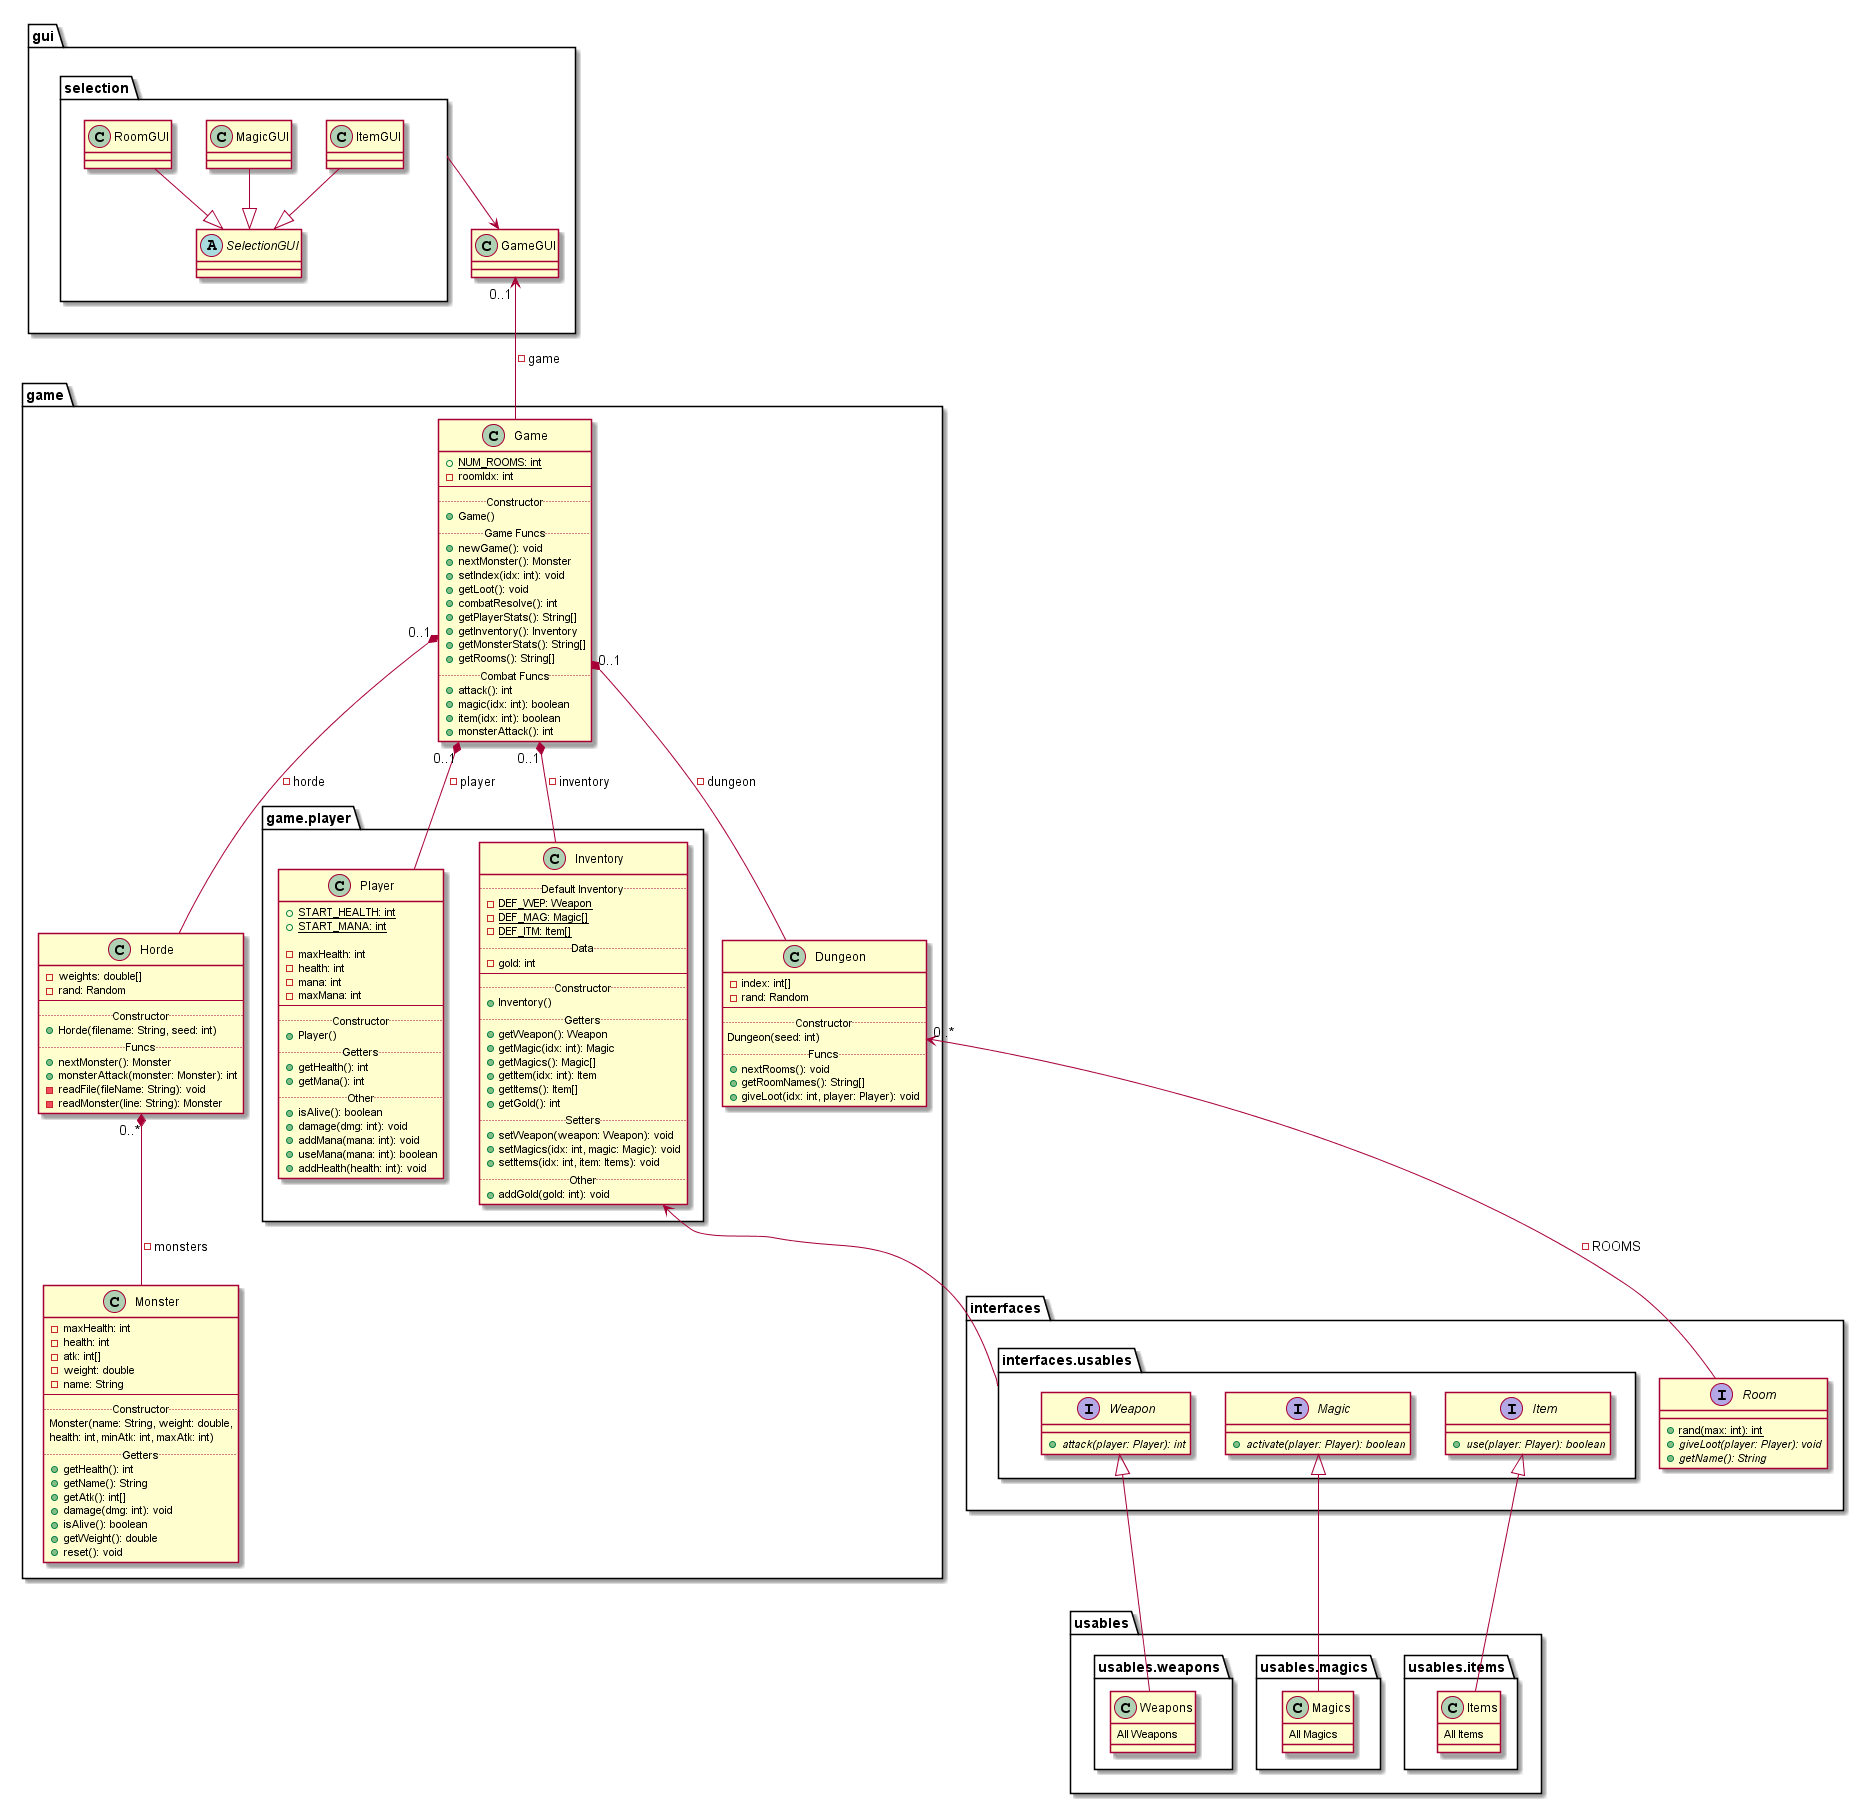 gui
selection
C RoomGUI
C MagicGUI
C ItemGUI
A SelectionGUI
C GameGUI
0..1
game
game
C Game
NUM_ROOMS: int
roomIdx: int
Constructor
Game()
Game Funcs
newGame(): void
nextMonster(): Monster
setIndex(idx: int): void
getLoot(): void
combatResolve(): int
getPlayerStats(): String[]
getInventory(): Inventory
getMonsterStats(): String[]
getRooms(): String[]
Combat Funcs
attack(): int
magic(idx: int): boolean
item(idx: int): boolean
monsterAttack(): int
0..1
0..1
0..1
0..1
horde
player
inventory
dungeon
game.player
C Player
START_HEALTH: int
START_MANA: int
maxHealth: int
health: int
mana: int
maxMana: int
Constructor
Player()
Getters
getHealth(): int
getMana(): int
Other
isAlive(): boolean
damage(dmg: int): void
addMana(mana: int): void
useMana(mana: int): boolean
addHealth(health: int): void
C Inventory
Default Inventory
DEF_WEP: Weapon
DEF_MAG: Magic[]
DEF_ITM: Item[]
Data
gold: int
Constructor
Inventory()
Getters
getWeapon(): Weapon
getMagic(idx: int): Magic
getMagics(): Magic[]
getItem(idx: int): Item
getItems(): Item[]
getGold(): int
Setters
setWeapon(weapon: Weapon): void
setMagics(idx: int, magic: Magic): void
setItems(idx: int, item: Items): void
Other
addGold(gold: int): void
C Horde
weights: double[]
rand: Random
Constructor
Horde(filename: String, seed: int)
Funcs
nextMonster(): Monster
monsterAttack(monster: Monster): int
readFile(fileName: String): void
readMonster(line: String): Monster
0..*
monsters
C Dungeon
index: int[]
rand: Random
Constructor
Dungeon(seed: int)
Funcs
nextRooms(): void
getRoomNames(): String[]
giveLoot(idx: int, player: Player): void
0..*
ROOMS
C Monster
maxHealth: int
health: int
atk: int[]
weight: double
name: String
Constructor
Monster(name: String, weight: double,
health: int, minAtk: int, maxAtk: int)
Getters
getHealth(): int
getName(): String
getAtk(): int[]
damage(dmg: int): void
isAlive(): boolean
getWeight(): double
reset(): void
interfaces
interfaces.usables
I Weapon
attack(player: Player): int
I Magic
activate(player: Player): boolean
I Item
use(player: Player): boolean
I Room
rand(max: int): int
giveLoot(player: Player): void
getName(): String
usables
usables.weapons
C Weapons
All Weapons
usables.magics
C Magics
All Magics
usables.items
C Items
All Items